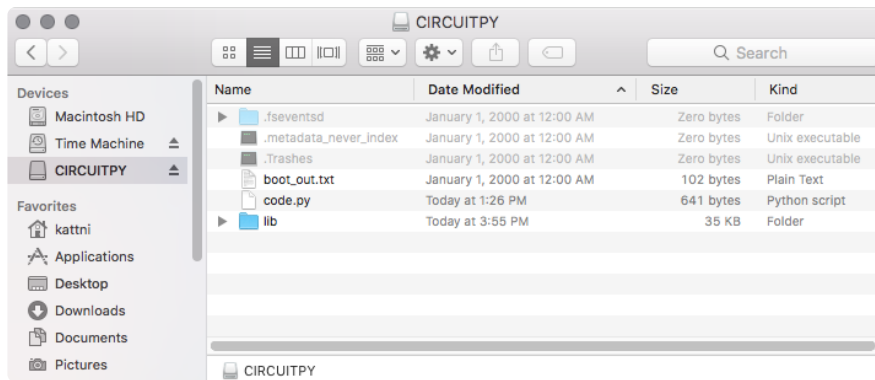 CIRCUITPY
Search
Devices
Macintosh HD
Time Machine
CIRCUITPY
Favorites
kattni
Applications
Desktop
Downloads
Documents
Pictures
Name Date Modified Size Kind
.fseventsd January 1, 2000 at 12:00 AM Zero bytes Folder
.metadata_never_index January 1, 2000 at 12:00 AM Zero bytes Unix executable
.Trashes January 1, 2000 at 12:00 AM Zero bytes Unix executable
boot_out.txt January 1, 2000 at 12:00 AM 102 bytes Plain Text
code.py Today at 1:26 PM 641 bytes Python script
lib Today at 3:55 PM 35 KB Folder
CIRCUITPY